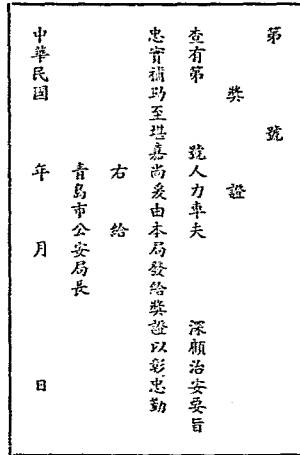 第　號
獎證
查有第　號人力車夫　深顧治安要旨
忠實補助至堪嘉尚爰由本局發給獎證以彰忠勤
右給
青島市公安局長
中華民國　年　月　日